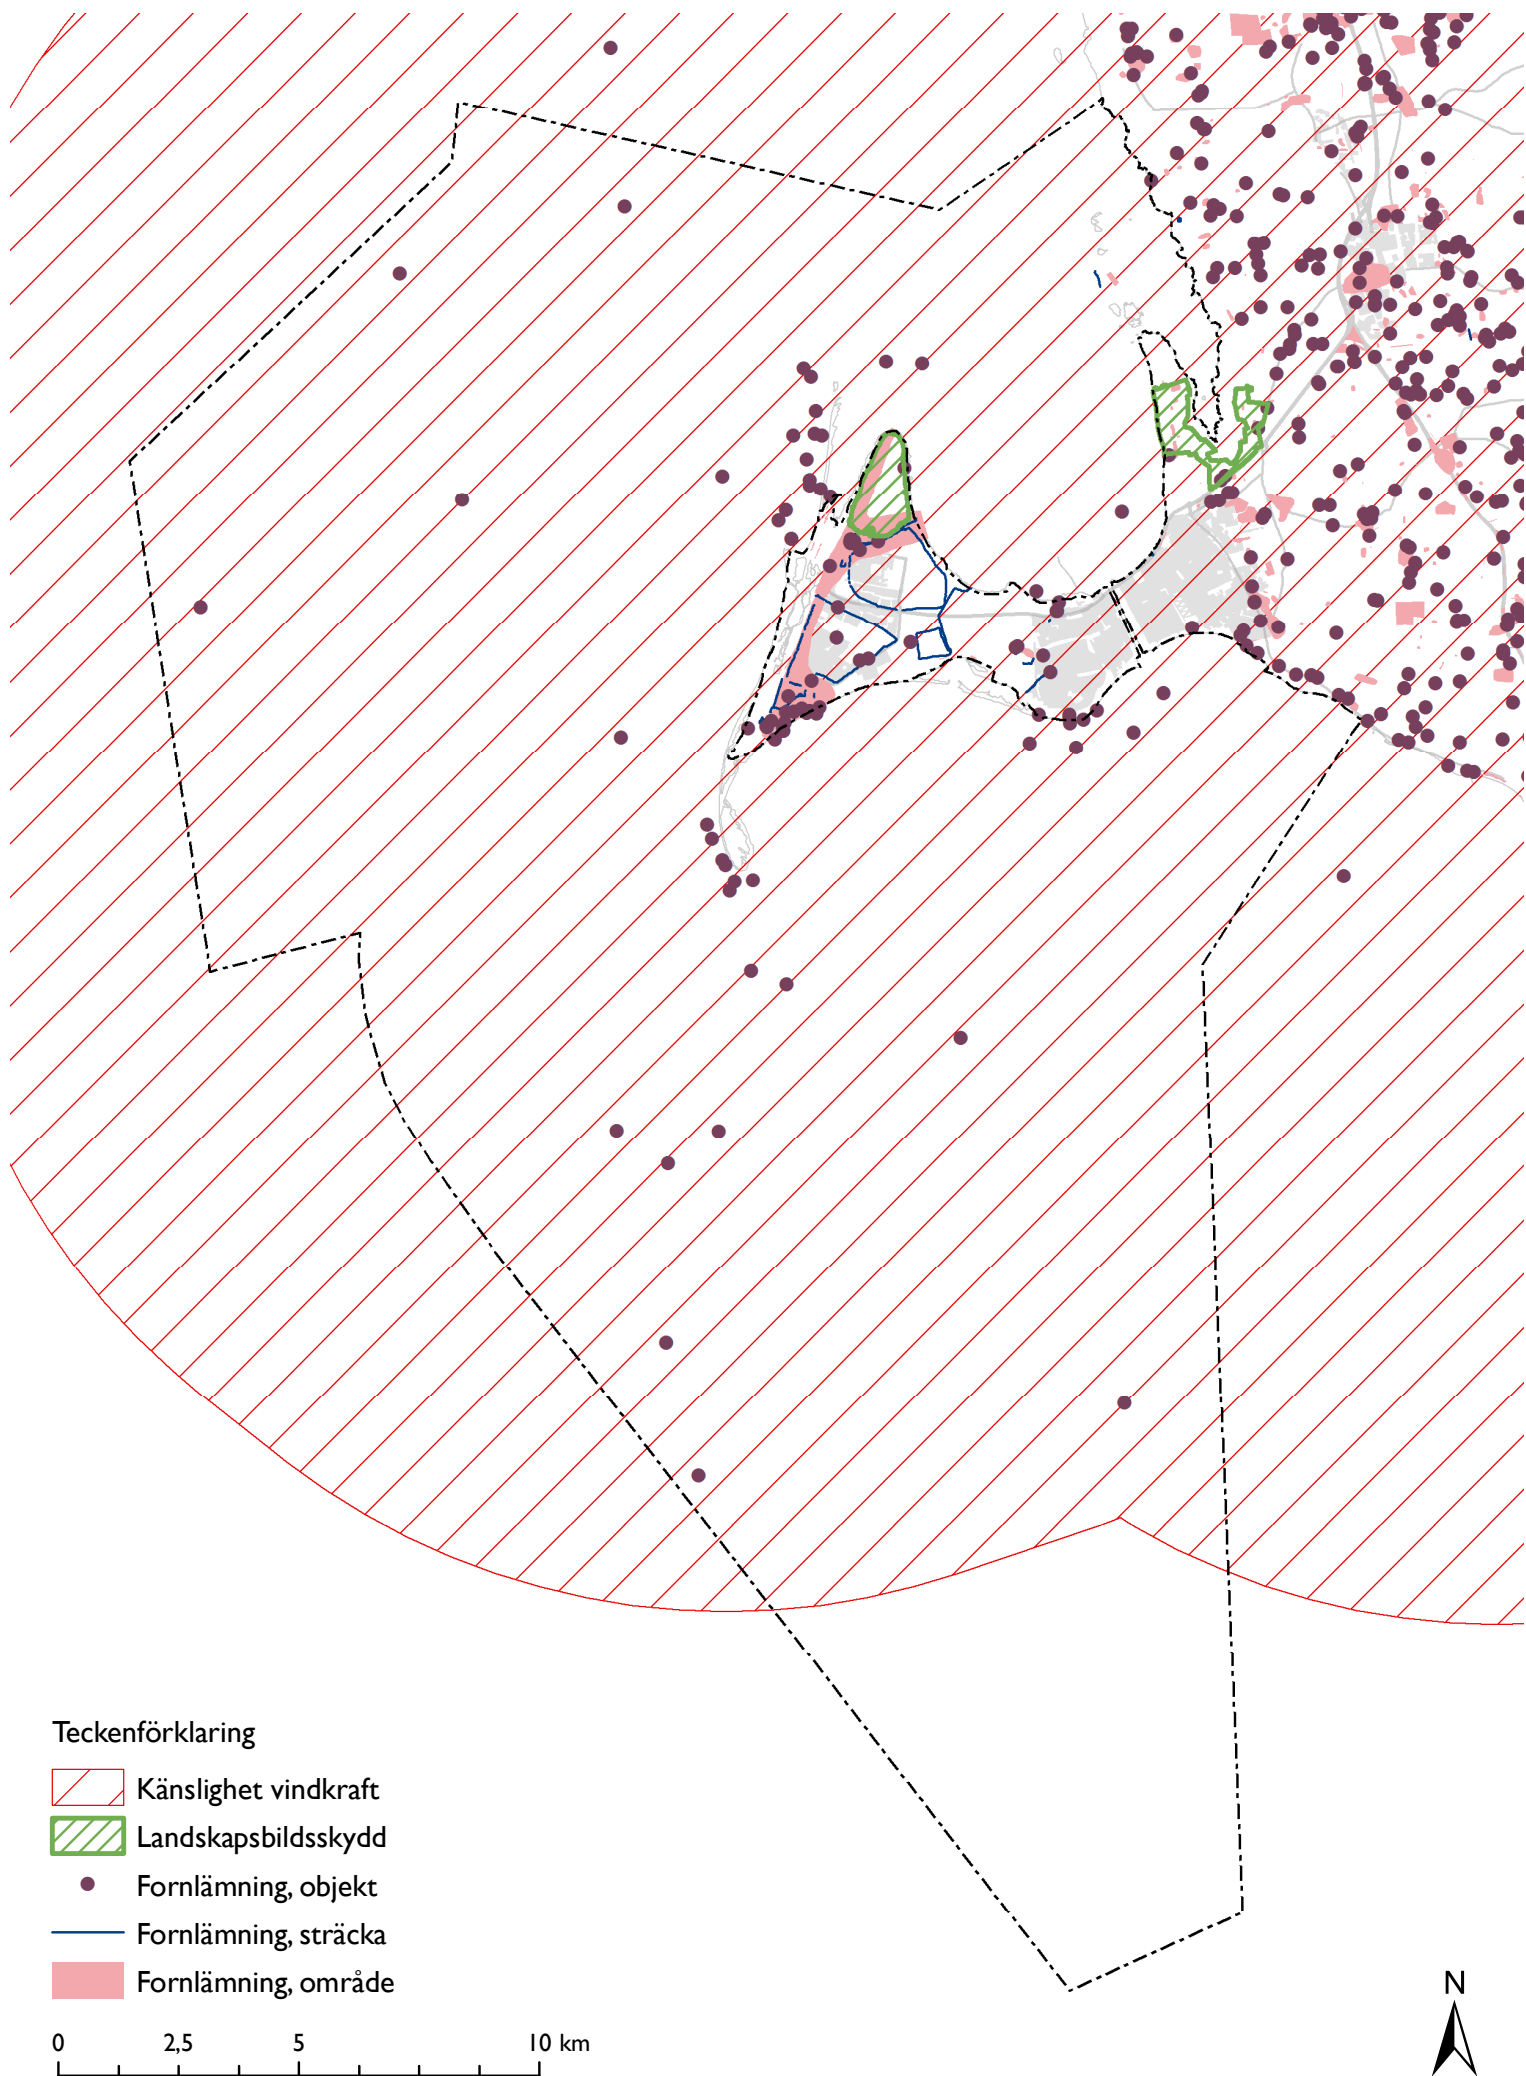 Teckenförklaring
Känslighet vindkraft
Landskapsbildsskydd
Fornlämning, objekt
Fornlämning, sträcka
Fornlämning, område
0 2,5 5 10 km
N